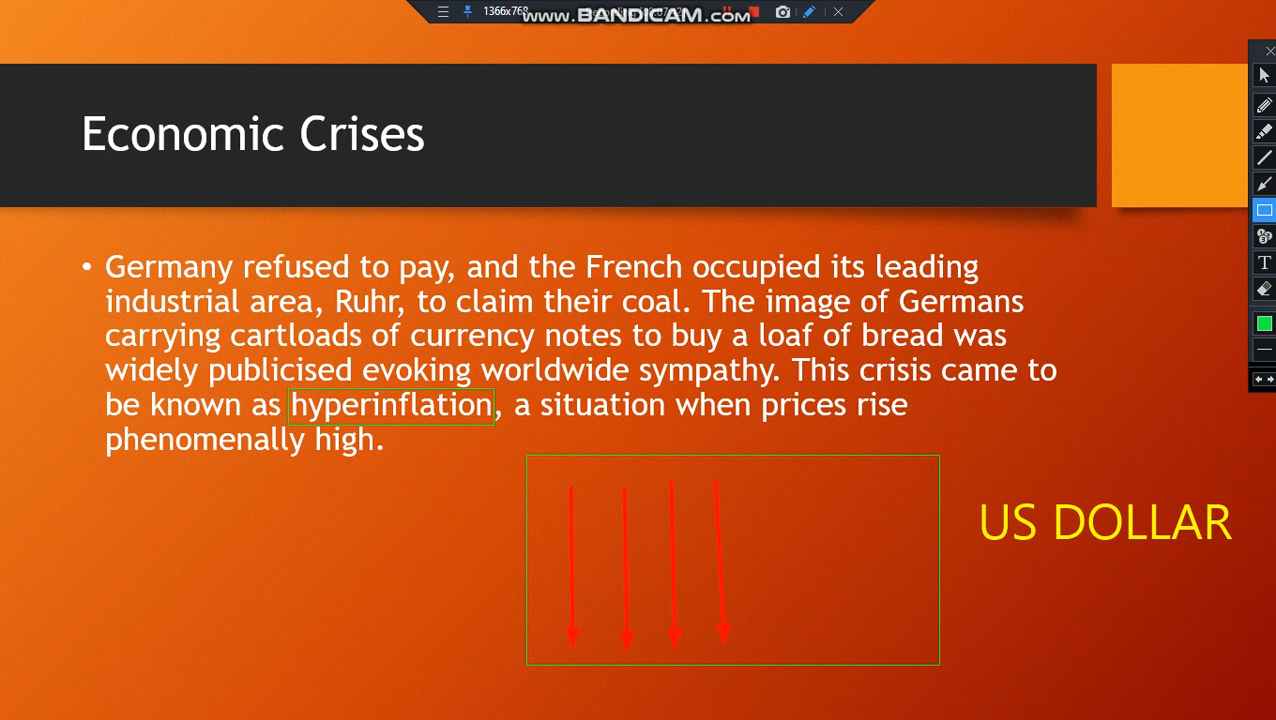 1366x768
www.BANDICAM.com
Economic Crises
• Germany refused to pay, and the French occupied its leading
industrial area, Ruhr, to claim their coal. The image of Germans
carrying cartloads of currency notes to buy a loaf of bread was
widely publicised evoking worldwide sympathy. This crisis came to
be known as hyperinflation, a situation when prices rise
phenomenally high.
US DOLLAR
T